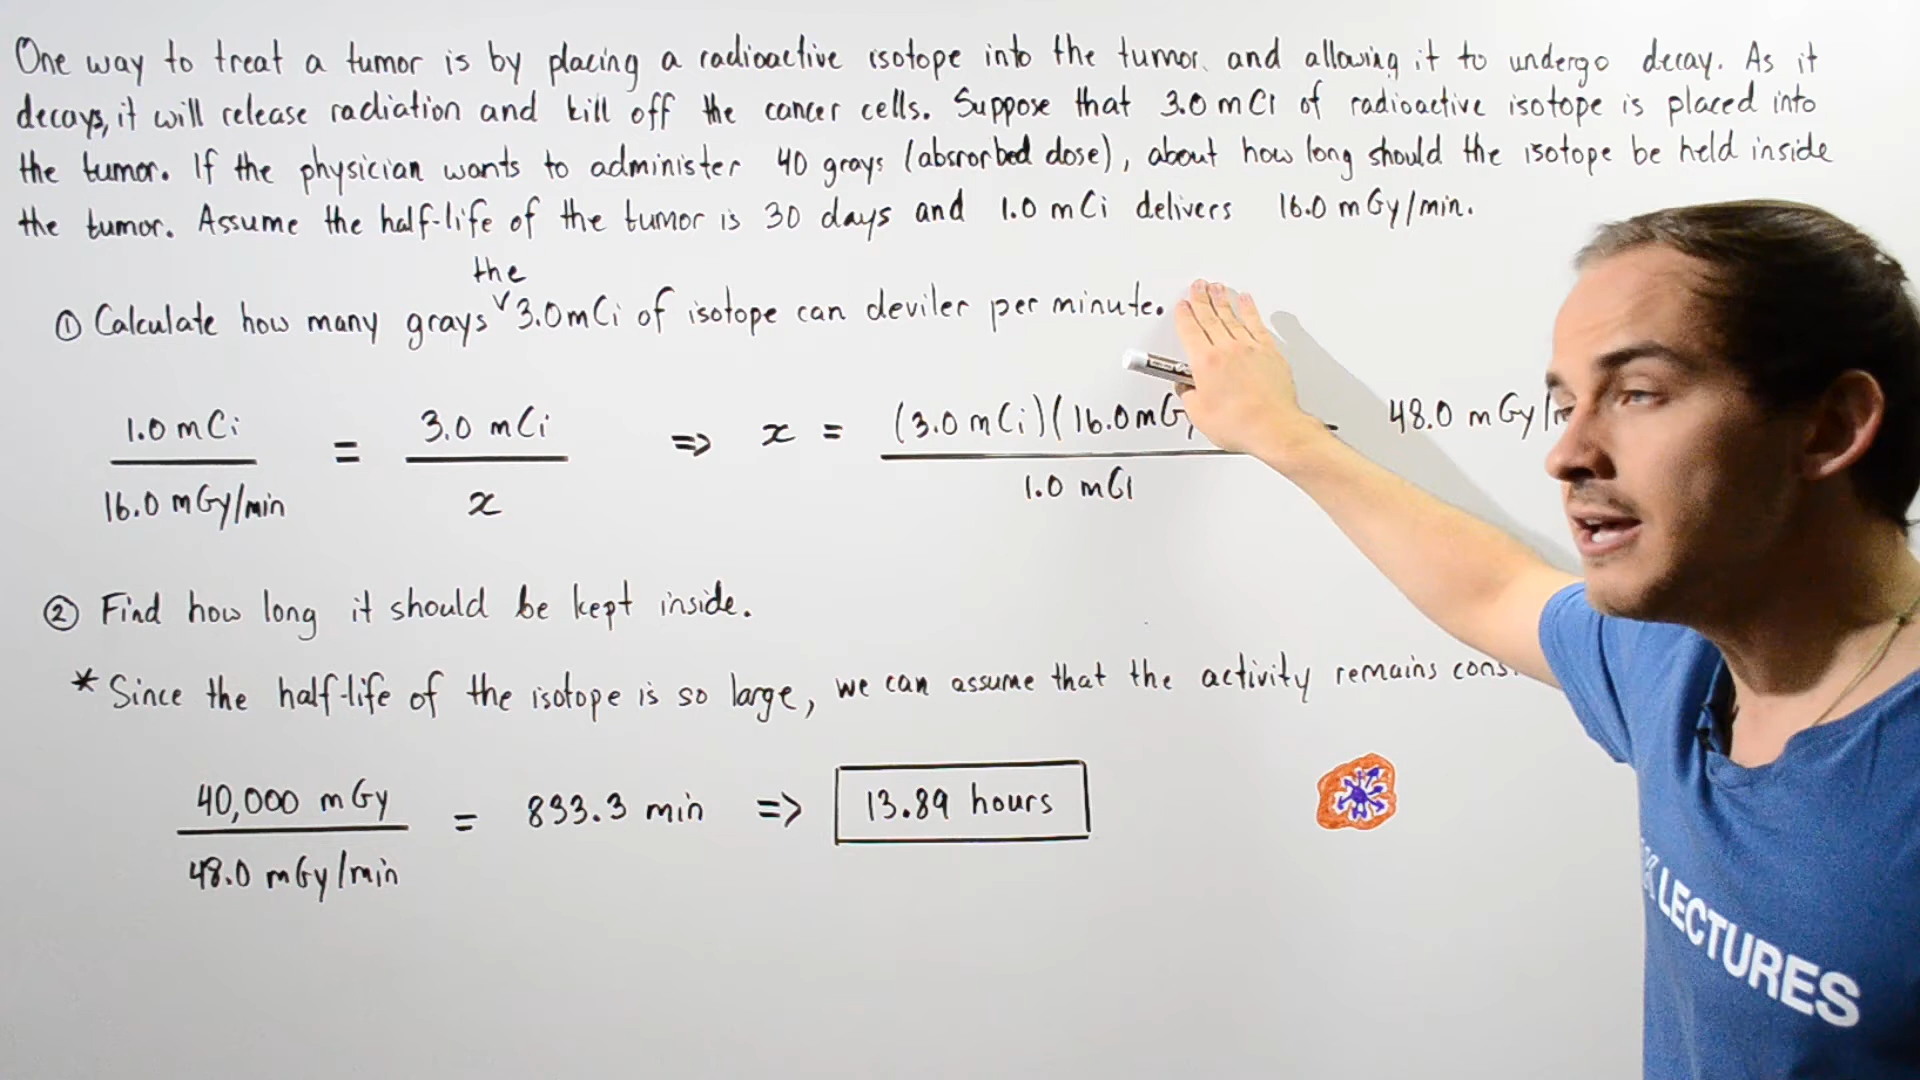 One way to treat a tumor is by placing a radioactive isotope into the tumor and allowing it to undergo decay. As it
decays, it will release radiation and kill off the cancer cells. Suppose that 3.0 mCi of radioactive isotope is placed into
the tumor. If the physician wants to administer 40 grays (absrorbed dose), about how long should the isotope be held inside
the tumor. Assume the half-life of the tumor is 30 days and 1.0 mCi delivers 16.0 mGy/min.
the
① Calculate how many grays ∨ 3.0 mCi of isotope can deviler per minute.
1.0 mCi / 16.0 mGy/min = 3.0 mCi / x => x = (3.0 mCi)(16.0 mGy / 1.0 mCi = 48.0 mGy/
② Find how long it should be kept inside.
* Since the half-life of the isotope is so large, we can assume that the activity remains cons
40,000 mGy / 48.0 mGy/min = 833.3 min => 13.89 hours
LECTURES